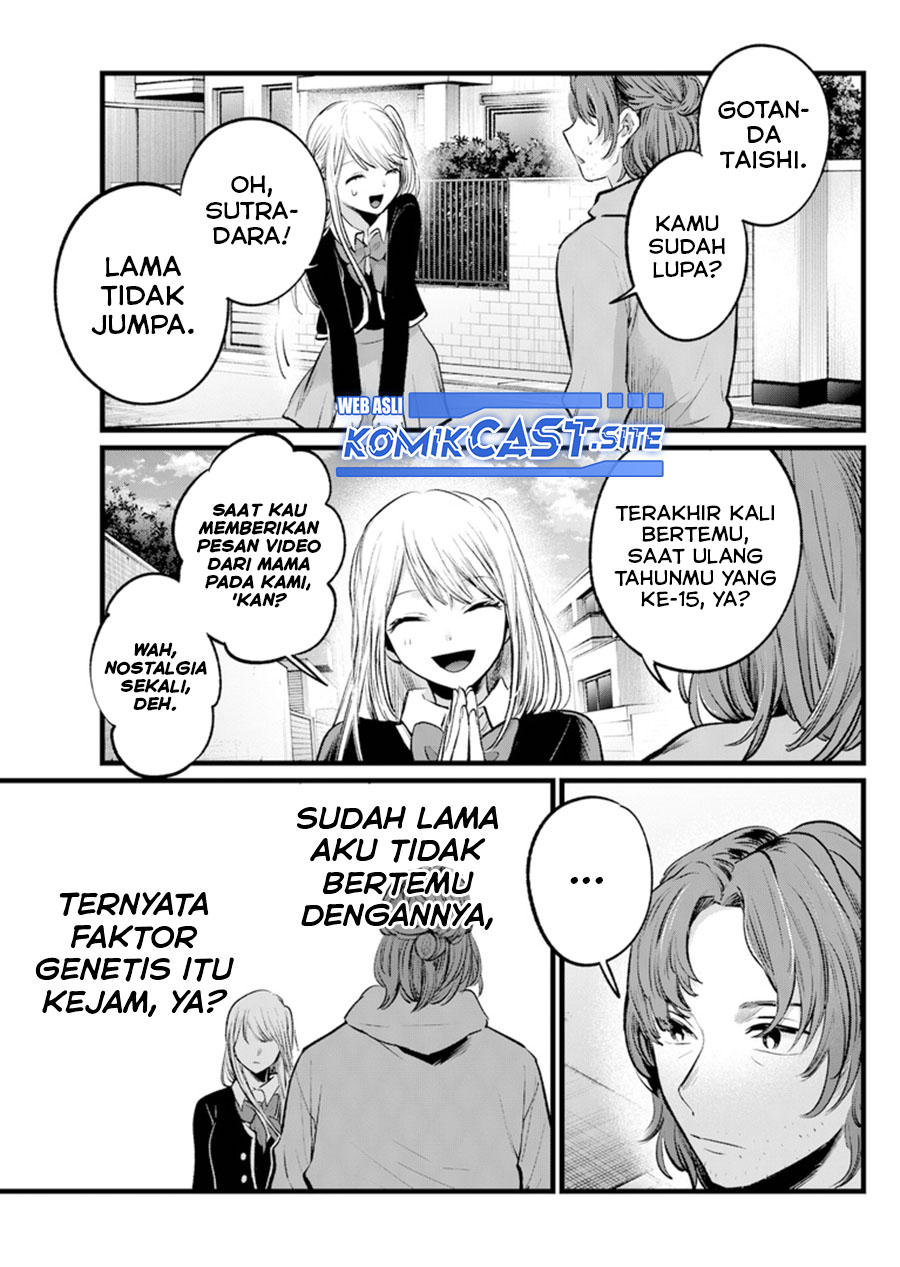 GOTAN-
DA
TAISHI.
KAMU
SUDAH
LUPA?
OH,
SUTRA-
DARA!
LAMA
TIDAK
JUMPA.
WEB ASLI
KOMIKCAST.SITE
TERAKHIR KALI
BERTEMU,
SAAT ULANG
TAHUNMU YANG
KE-15, YA?
SAAT KAU
MEMBERIKAN
PESAN VIDEO
DARI MAMA
PADA KAMI,
'KAN?
WAH,
NOSTALGIA
SEKALI,
DEH.
...
SUDAH LAMA
AKU TIDAK
BERTEMU
DENGANNYA,
TERNYATA
FAKTOR
GENETIS ITU
KEJAM, YA?